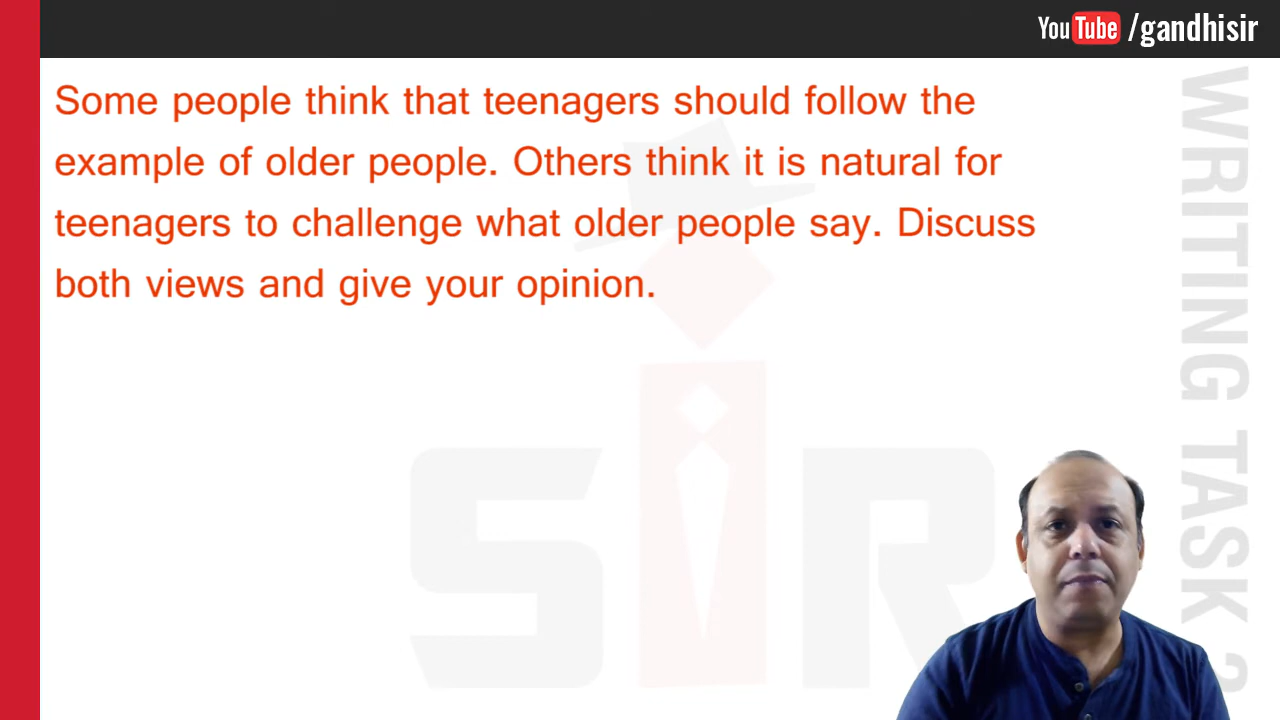 YouTube /gandhisir
Some people think that teenagers should follow the
example of older people. Others think it is natural for
teenagers to challenge what older people say. Discuss
both views and give your opinion.
WRITING TASK 2
SIR